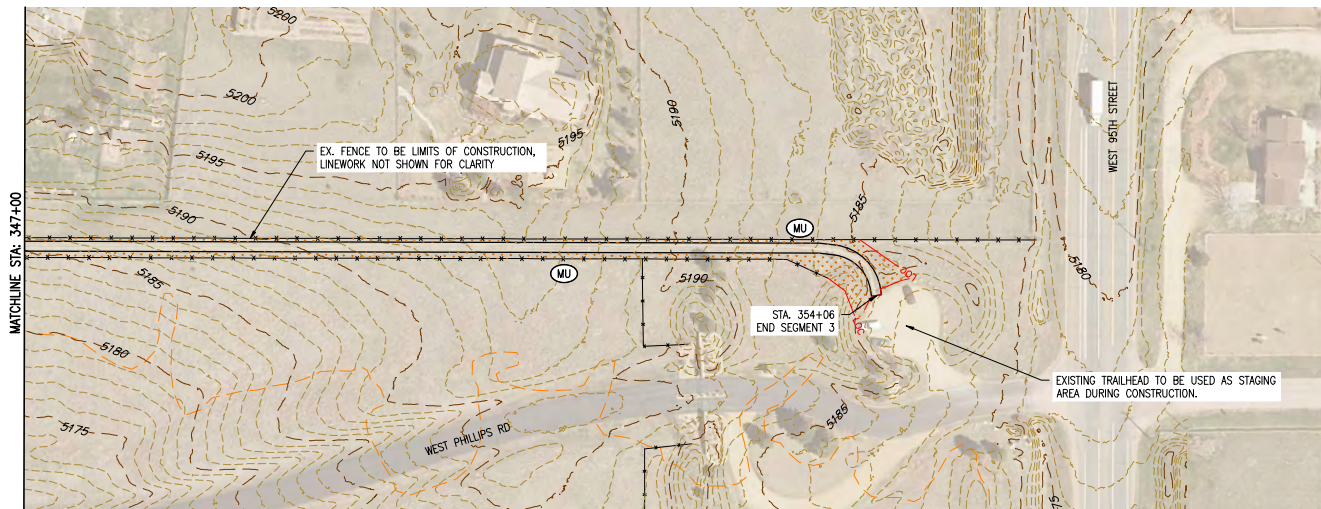 5200
5200
5195
5195
5190
5190
EX. FENCE TO BE LIMITS OF CONSTRUCTION,
LINEWORK NOT SHOWN FOR CLARITY
WEST 95TH STREET
MATCHLINE STA: 347+00
MU
MU
5185
5185
5190
5180
LOC
LOC
STA. 354+06
END SEGMENT 3
5180
5175
EXISTING TRAILHEAD TO BE USED AS STAGING
AREA DURING CONSTRUCTION.
5185
WEST PHILLIPS RD
75